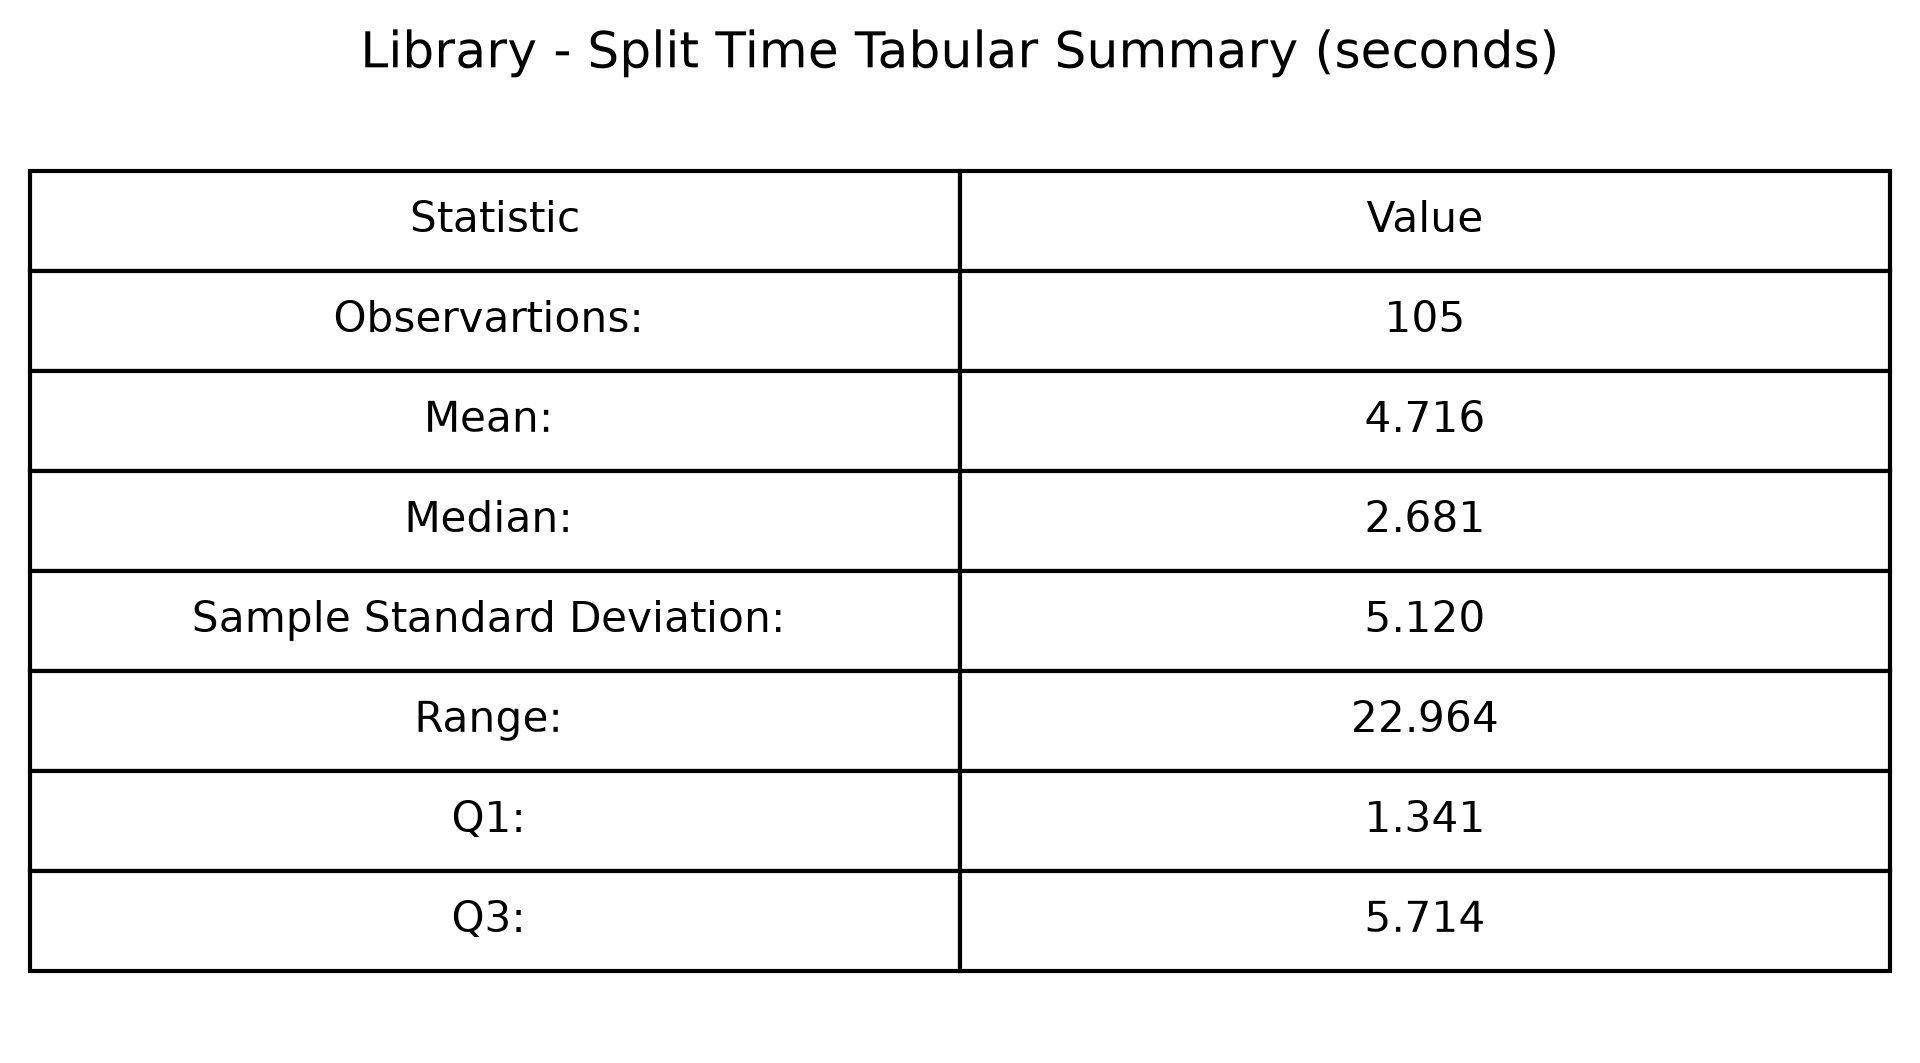 Library - Split Time Tabular Summary (seconds)
Statistic Value
Observartions: 105
Mean: 4.716
Median: 2.681
Sample Standard Deviation: 5.120
Range: 22.964
Q1: 1.341
Q3: 5.714